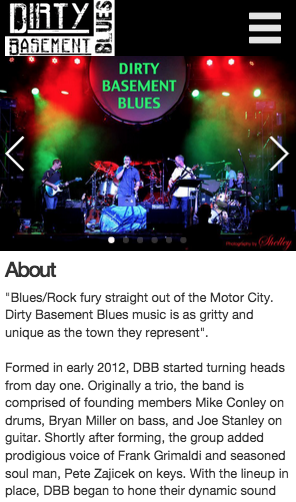 DIRTY
BASEMENT
BLUES
DIRTY
BASEMENT
BLUES
Photography by Shelley
About
"Blues/Rock fury straight out of the Motor City.
Dirty Basement Blues music is as gritty and
unique as the town they represent".
Formed in early 2012, DBB started turning heads
from day one. Originally a trio, the band is
comprised of founding members Mike Conley on
drums, Bryan Miller on bass, and Joe Stanley on
guitar. Shortly after forming, the group added
prodigious voice of Frank Grimaldi and seasoned
soul man, Pete Zajicek on keys. With the lineup in
place, DBB began to hone their dynamic sound